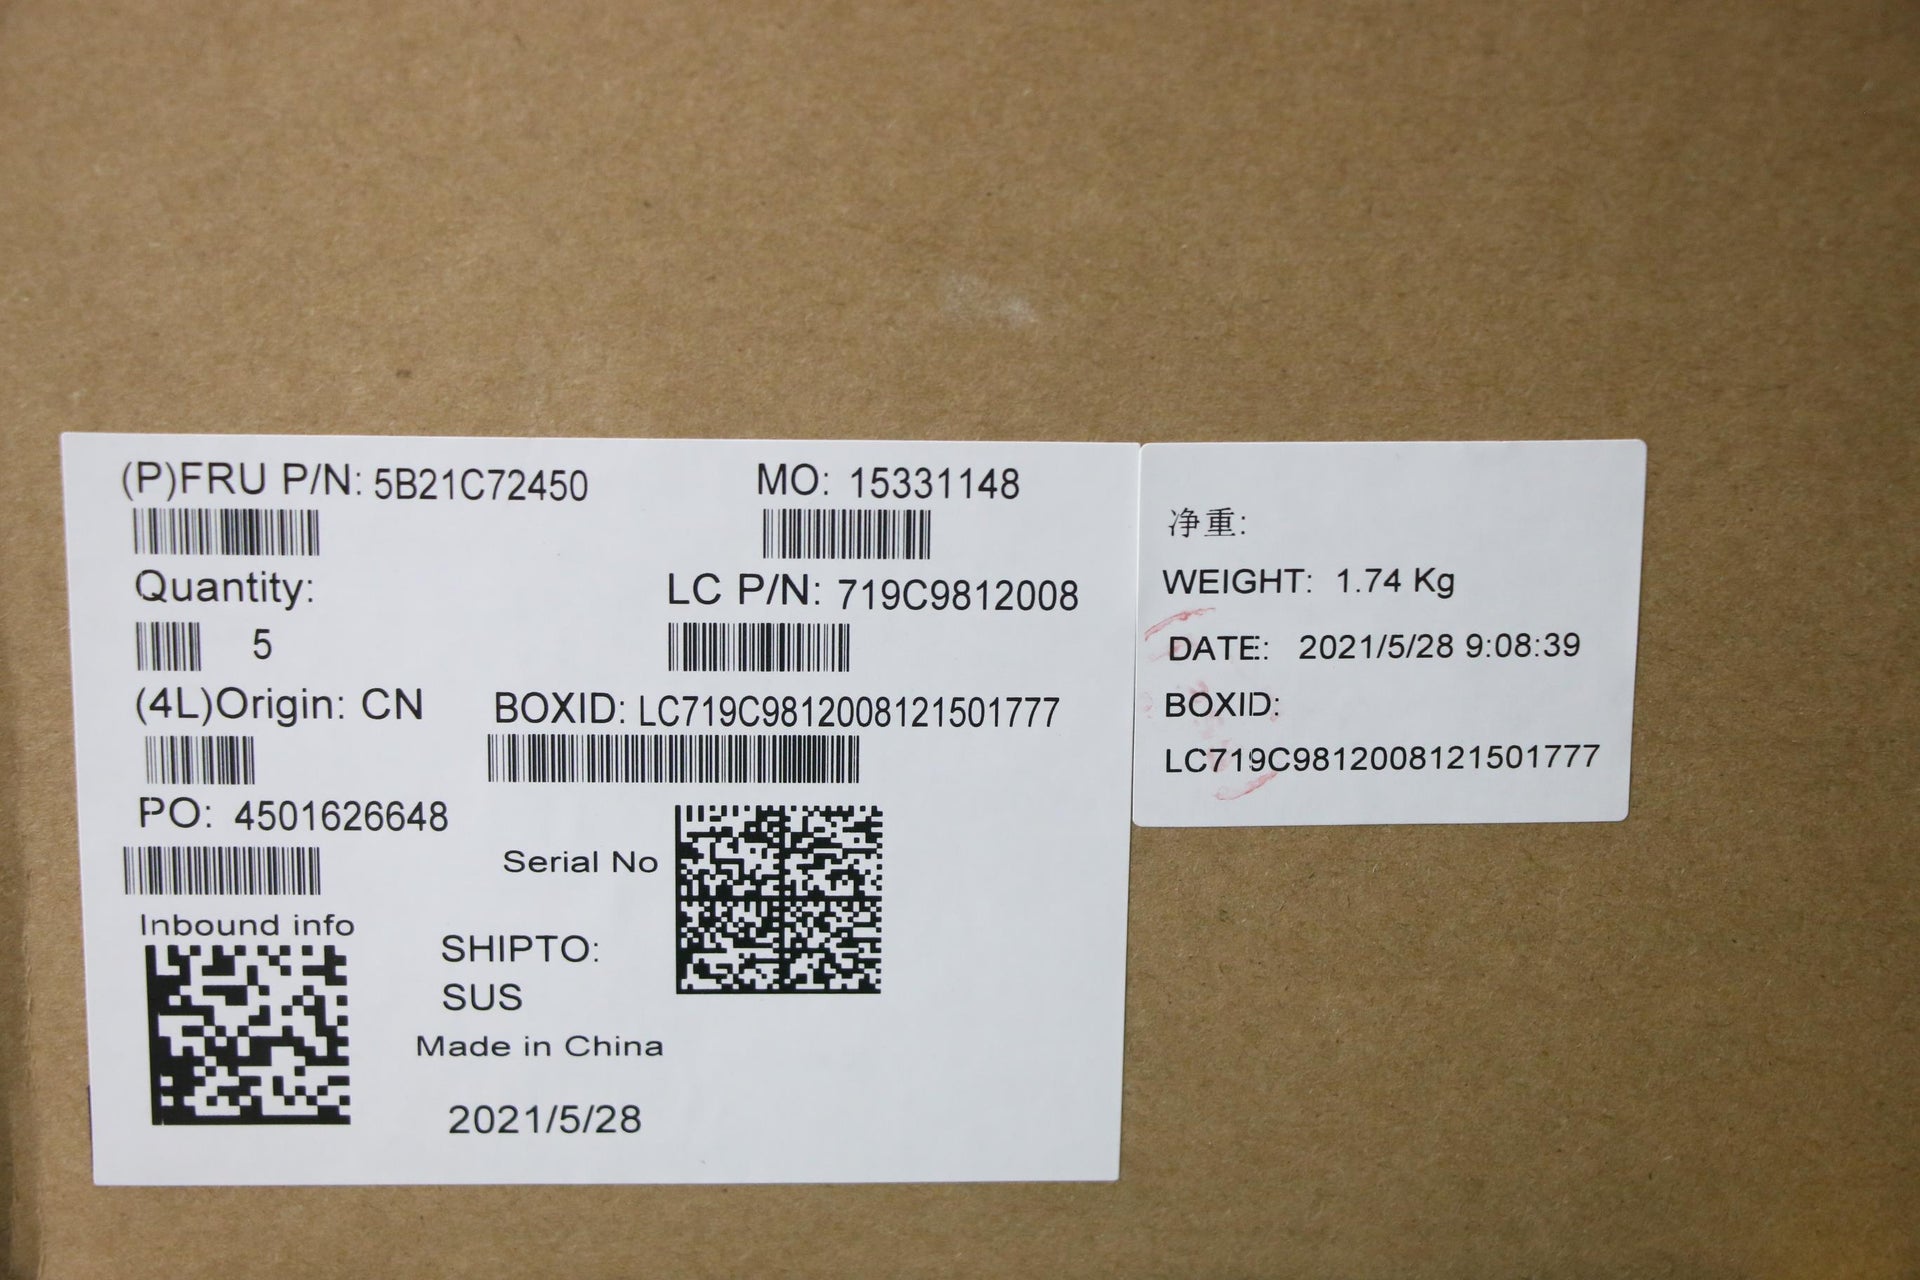 (P)FRU P/N: 5B21C72450
MO: 15331148
Quantity:
5
LC P/N: 719C9812008
(4L)Origin: CN
BOXID: LC719C9812008121501777
PO: 4501626648
Serial No
Inbound info
SHIPTO:
SUS
Made in China
2021/5/28
净重:
WEIGHT: 1.74 Kg
DATE: 2021/5/28 9:08:39
BOXID:
LC719C9812008121501777